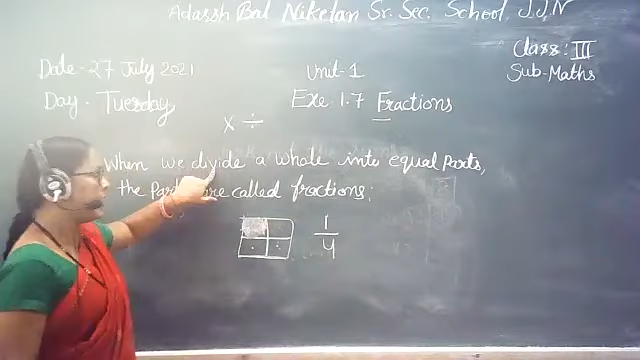 Adassh Bal Niketan Sr. Sec. School, J.J.N
Date - 27 July 2021
Unit-1
Class: III
Sub-Maths
Day. Tuesday
Exe 1.7 Fractions
× ÷
When we divide a whole into equal Parts,
the Parts are called fractions;
1
4